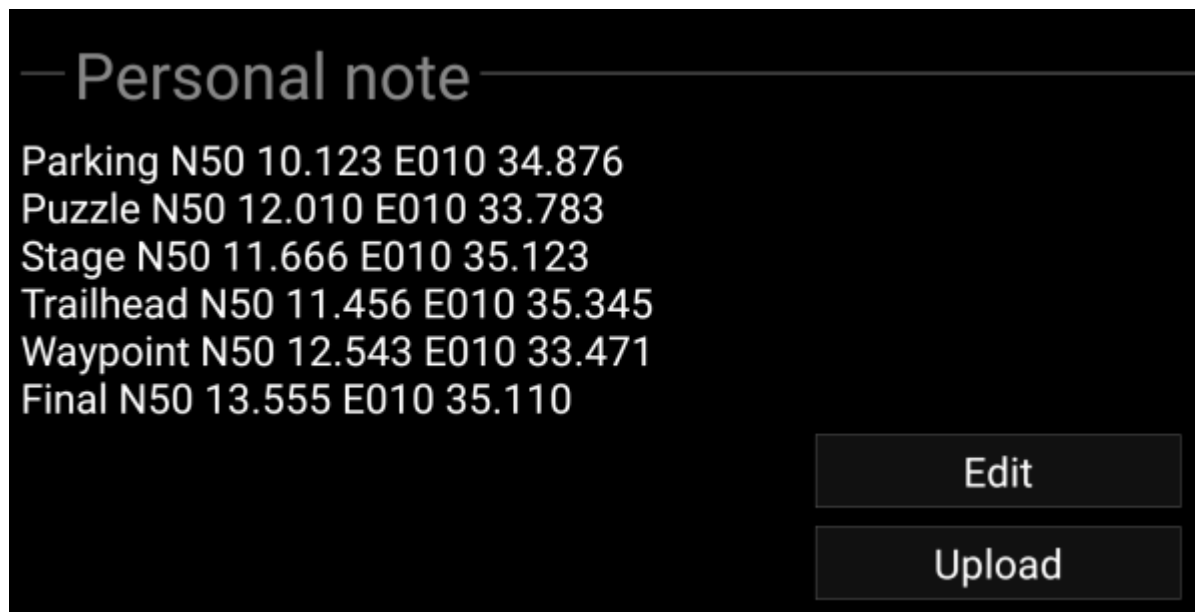 Personal note
Parking N50 10.123 E010 34.876
Puzzle N50 12.010 E010 33.783
Stage N50 11.666 E010 35.123
Trailhead N50 11.456 E010 35.345
Waypoint N50 12.543 E010 33.471
Final N50 13.555 E010 35.110
Edit
Upload